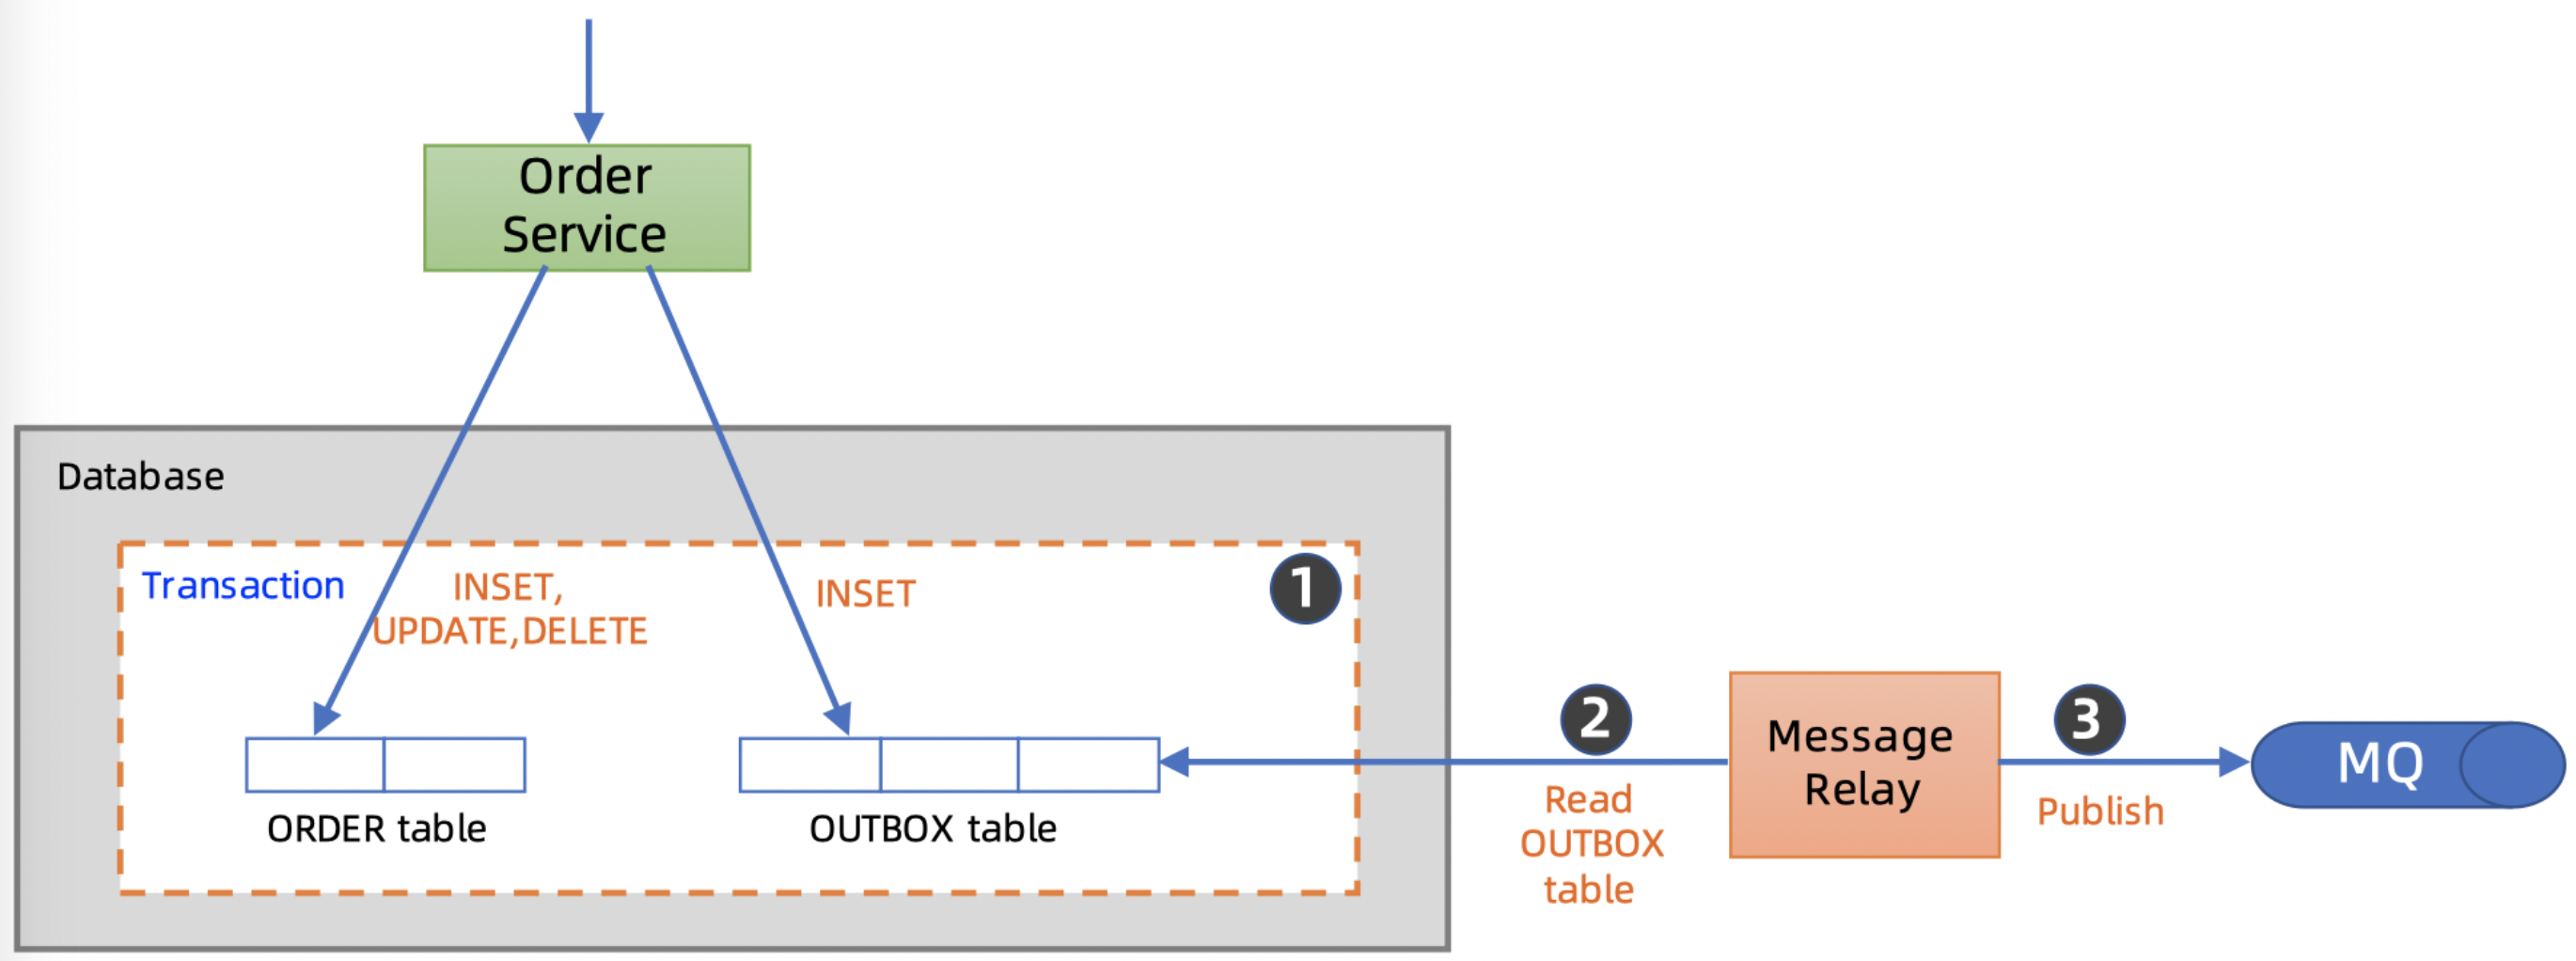 Order
Service
Database
Transaction
INSET,
UPDATE,DELETE
INSET
1
ORDER table
OUTBOX table
2
Read
OUTBOX
table
Message
Relay
3
Publish
MQ